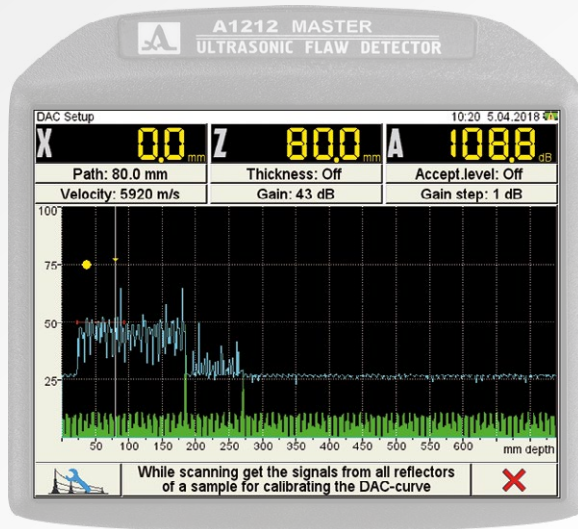 A1212 MASTER
ULTRASONIC FLAW DETECTOR
DAC Setup 10:20 5.04.2018
X 0.0 mm Z 80.0 mm A 108.8 dB
Path: 80.0 mm Thickness: Off Accept.level: Off
Velocity: 5920 m/s Gain: 43 dB Gain step: 1 dB
100
75
50
25
50 100 150 200 250 300 350 400 450 500 550 600 mm depth
While scanning get the signals from all reflectors
of a sample for calibrating the DAC-curve